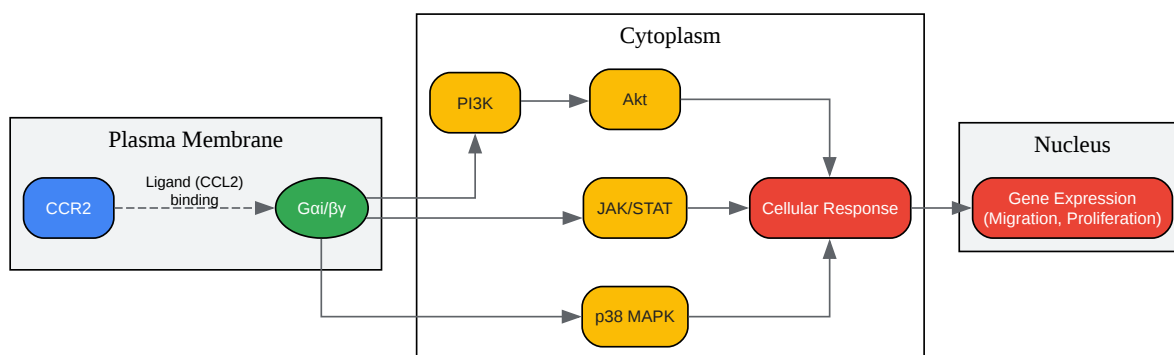 Cytoplasm
PI3K
Akt
Plasma Membrane
Nucleus
Ligand (CCL2)
binding
CCR2
Gαi/βγ
JAK/STAT
Cellular Response
Gene Expression
(Migration, Proliferation)
p38 MAPK